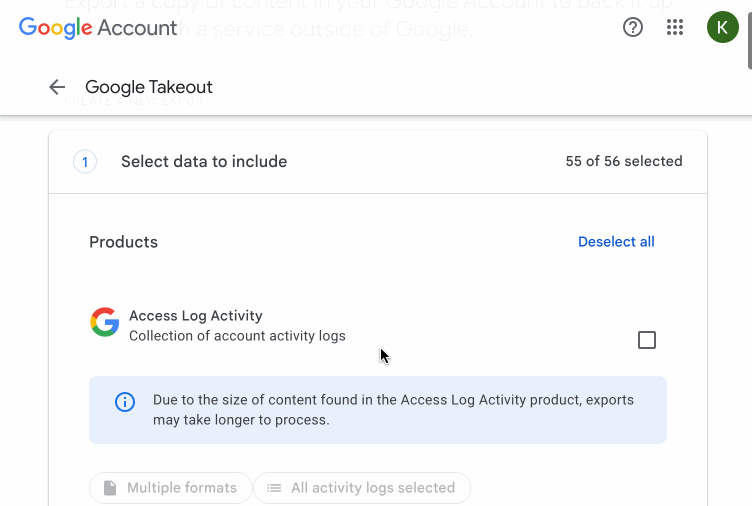 Export a copy of content in your Google Account to back it up
Google Account
h a service outside of Google.
K
Google Takeout
CREATE A NEW EXPORT
1
Select data to include
55 of 56 selected
Products
Deselect all
Access Log Activity
Collection of account activity logs
Due to the size of content found in the Access Log Activity product, exports
may take longer to process.
Multiple formats
All activity logs selected